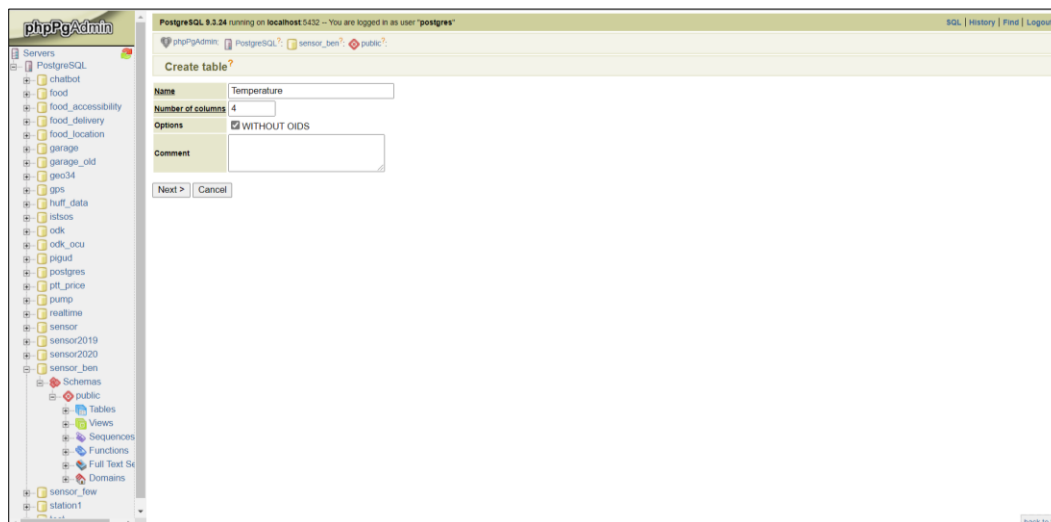 phpPgAdmin
PostgreSQL 9.3.24 running on localhost:5432 -- You are logged in as user "postgres"
SQL | History | Find | Logout
phpPgAdmin: PostgreSQL?: sensor_ben?: public?:
Create table?
Name Temperature
Number of columns 4
Options WITHOUT OIDS
Comment
Next > Cancel
Servers
PostgreSQL
chatbot
food
food_accessibility
food_delivery
food_location
garage
garage_old
geo34
gps
huff_data
istsos
odk
odk_ocu
pigud
postgres
ptt_price
pump
realtime
sensor
sensor2019
sensor2020
sensor_ben
Schemas
public
Tables
Views
Sequences
Functions
Full Text Se
Domains
sensor_few
station1
back to